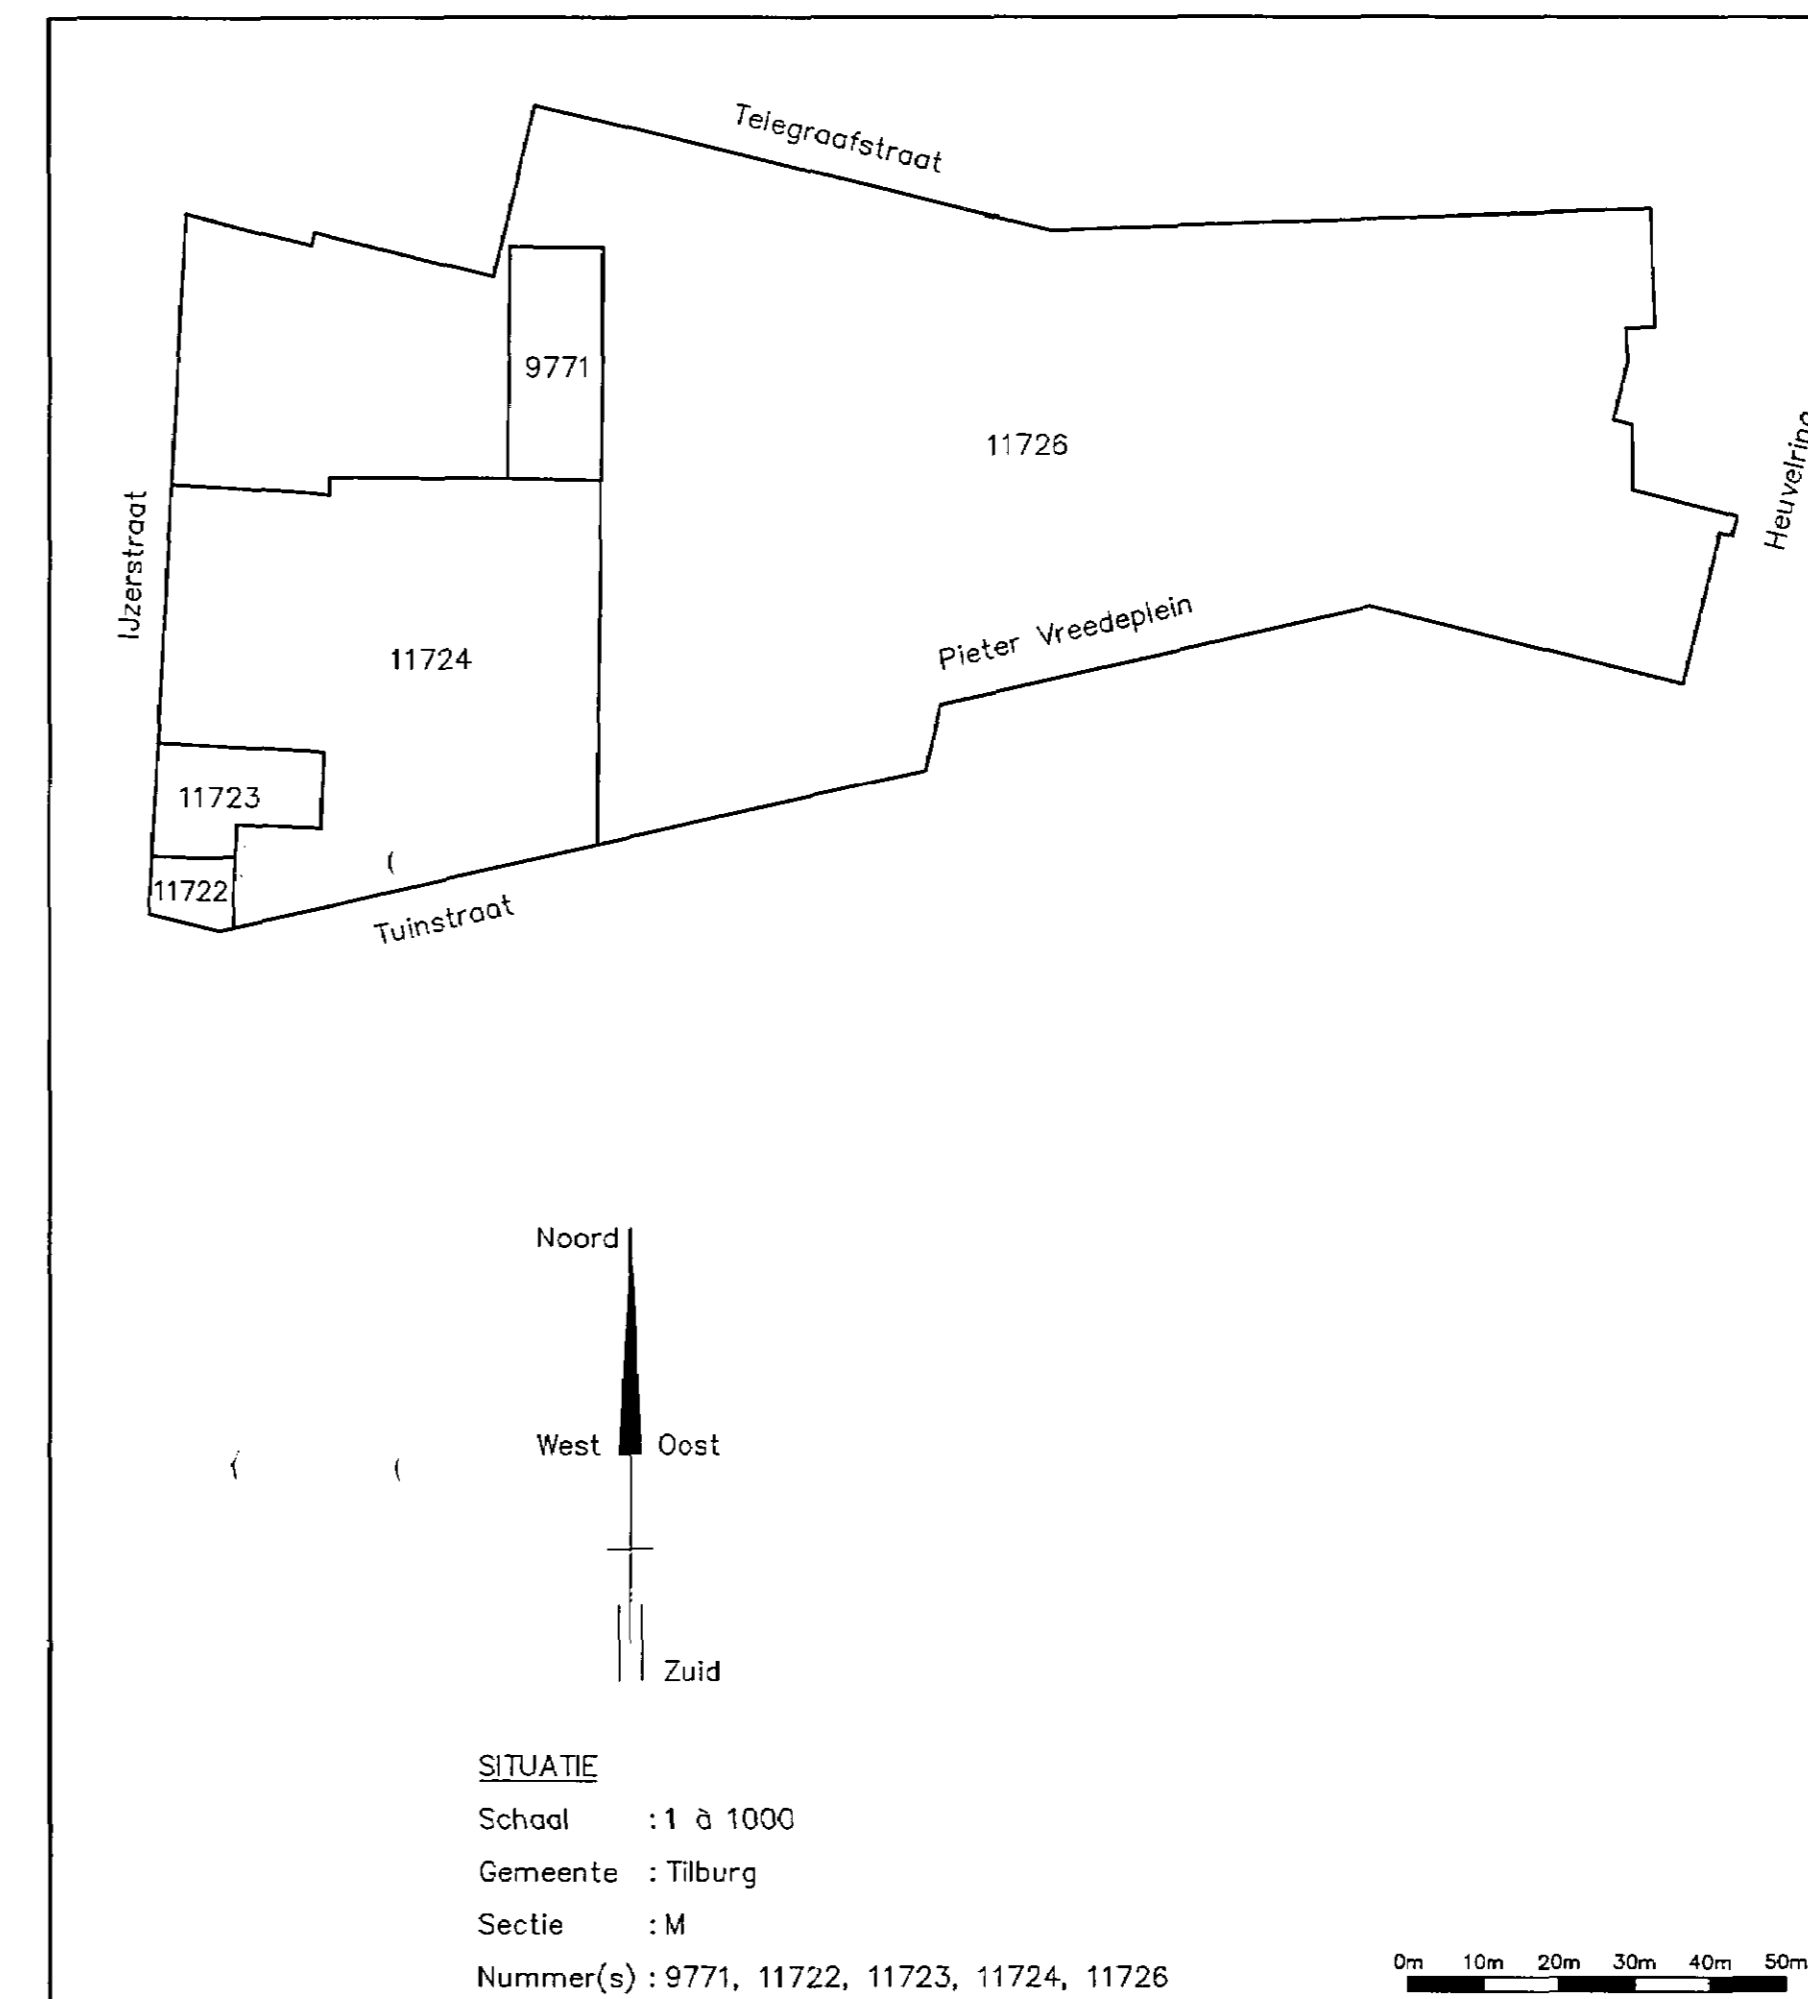 Telegraafstraat
9771
11726
Heuvelring
IJzerstraat
Pieter Vreedeplein
11724
11723
11722
Tuinstraat
Noord
West Oost
Zuid
SITUATIE
Schaal : 1 à 1000
Gemeente : Tilburg
Sectie : M
Nummer(s) : 9771, 11722, 11723, 11724, 11726
0m 10m 20m 30m 40m 50m